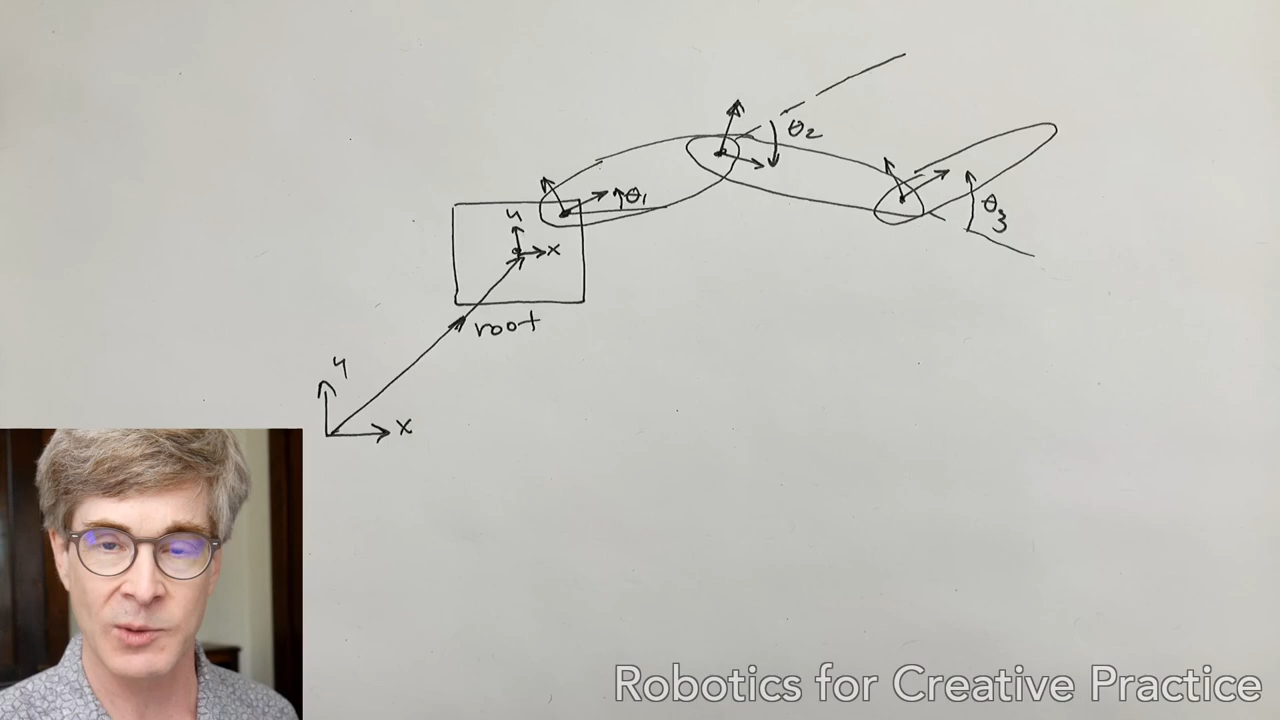 θ2
θ1
y
x
θ3
root
y
x
Robotics for Creative Practice